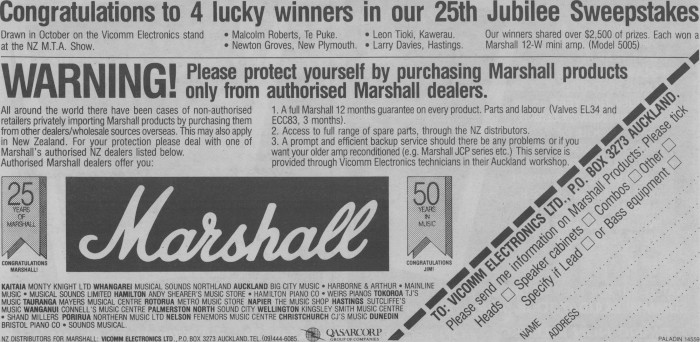 Congratulations to 4 lucky winners in our 25th Jubilee Sweepstakes
Drawn in October on the Vicomm Electronics stand
at the NZ M.T.A. Show.
• Malcolm Roberts, Te Puke.
• Newton Groves, New Plymouth.
• Leon Tioki, Kawerau.
• Larry Davies, Hastings.
Our winners shared over $2,500 of prizes. Each won a
Marshall 12-W mini amp. (Model 5005)
WARNING!
Please protect yourself by purchasing Marshall products
only from authorised Marshall dealers.
All around the world there have been cases of non-authorised
retailers privately importing Marshall products by purchasing them
from other dealers/wholesale sources overseas. This may also apply
in New Zealand. For your protection please deal with one of
Marshall's authorised NZ dealers listed below.
Authorised Marshall dealers offer you:
1. A full Marshall 12 months guarantee on every product. Parts and labour (Valves EL34 and
ECC83, 3 months).
2. Access to full range of spare parts, through the NZ distributors.
3. A prompt and efficient backup service should there be any problems or if you
want your older amp reconditioned (e.g. Marshall JCP series etc.) This service is
provided through Vicomm Electronics technicians in their Auckland workshop.
25
YEARS
OF
MARSHALL
CONGRATULATIONS
MARSHALL!
Marshall
50
YEARS
IN
MUSIC
CONGRATULATIONS
JIM!
KAITAIA MONTY KNIGHT LTD WHANGAREI MUSICAL SOUNDS NORTHLAND AUCKLAND BIG CITY MUSIC • HARBORNE & ARTHUR • MAINLINE
MUSIC • MUSICAL SOUNDS LIMITED HAMILTON ANDY SHEARER'S MUSIC STORE • HAMILTON PIANO CO • WEIRS PIANOS TOKOROA TJ'S
MUSIC TAURANGA MAYERS MUSICAL CENTRE ROTORUA METRO MUSIC STORE NAPIER THE MUSIC SHOP HASTINGS SUTCLIFFE'S
MUSIC WANGANUI CONNELL'S MUSIC CENTRE PALMERSTON NORTH SOUND CITY WELLINGTON KINGSLEY SMITH MUSIC CENTRE
• SHAND MILLERS PORIRUA NORTHERN MUSIC LTD NELSON FENEMORS MUSIC CENTRE CHRISTCHURCH CJ'S MUSIC DUNEDIN
BRISTOL PIANO CO • SOUNDS MUSICAL
NZ DISTRIBUTORS FOR MARSHALL: VICOMM ELECTRONICS LTD., P.O. BOX 3273 AUCKLAND. TEL (09)444-6085
QASARCORP
GROUP OF COMPANIES
TO: VICOMM ELECTRONICS LTD., P.O. BOX 3273 AUCKLAND.
Please send me information on Marshall Products: Please tick
Heads Speaker cabinets Combos Other
Specify if Lead or Bass equipment
NAME
ADDRESS
PALADIN 14558